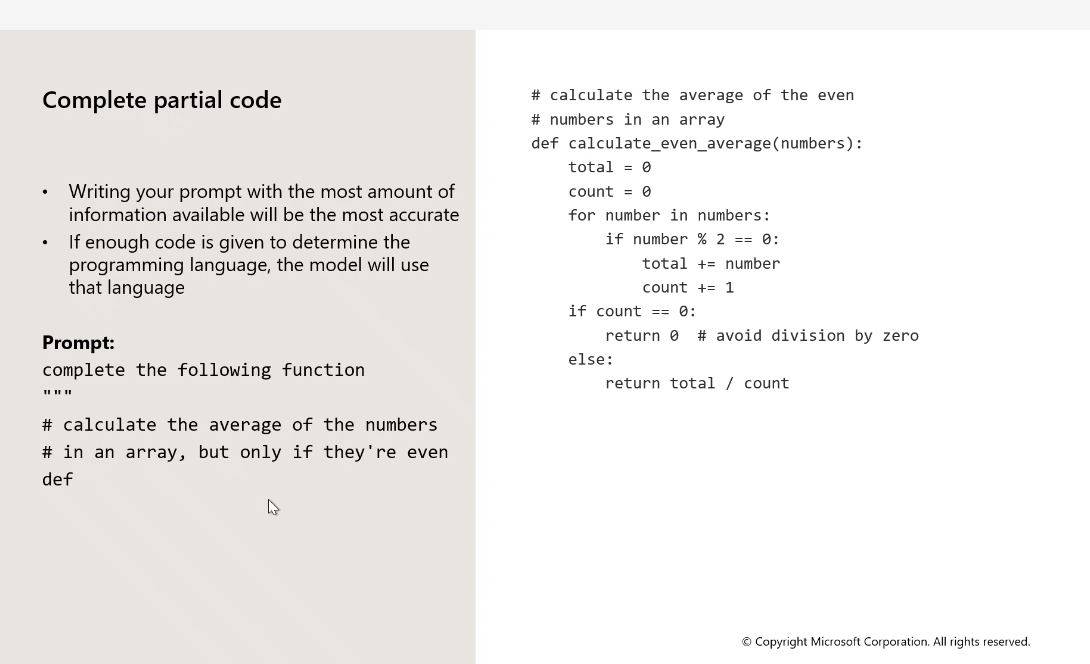 Complete partial code
• Writing your prompt with the most amount of
information available will be the most accurate
• If enough code is given to determine the
programming language, the model will use
that language
Prompt:
complete the following function
"""
# calculate the average of the numbers
# in an array, but only if they're even
def
# calculate the average of the even
# numbers in an array
def calculate_even_average(numbers):
    total = 0
    count = 0
    for number in numbers:
        if number % 2 == 0:
            total += number
            count += 1
    if count == 0:
        return 0  # avoid division by zero
    else:
        return total / count
© Copyright Microsoft Corporation. All rights reserved.